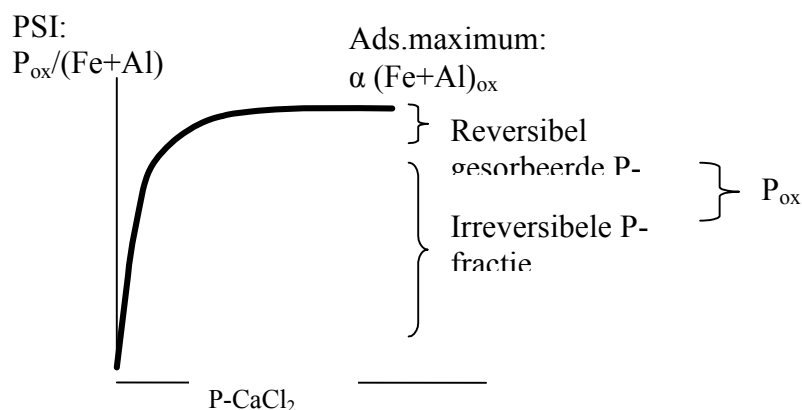 PSI:
Pox/(Fe+Al)
Ads.maximum:
α (Fe+Al)ox
Reversibel
gesorbeerde P-
Pox
Irreversibele P-
fractie
P-CaCl2